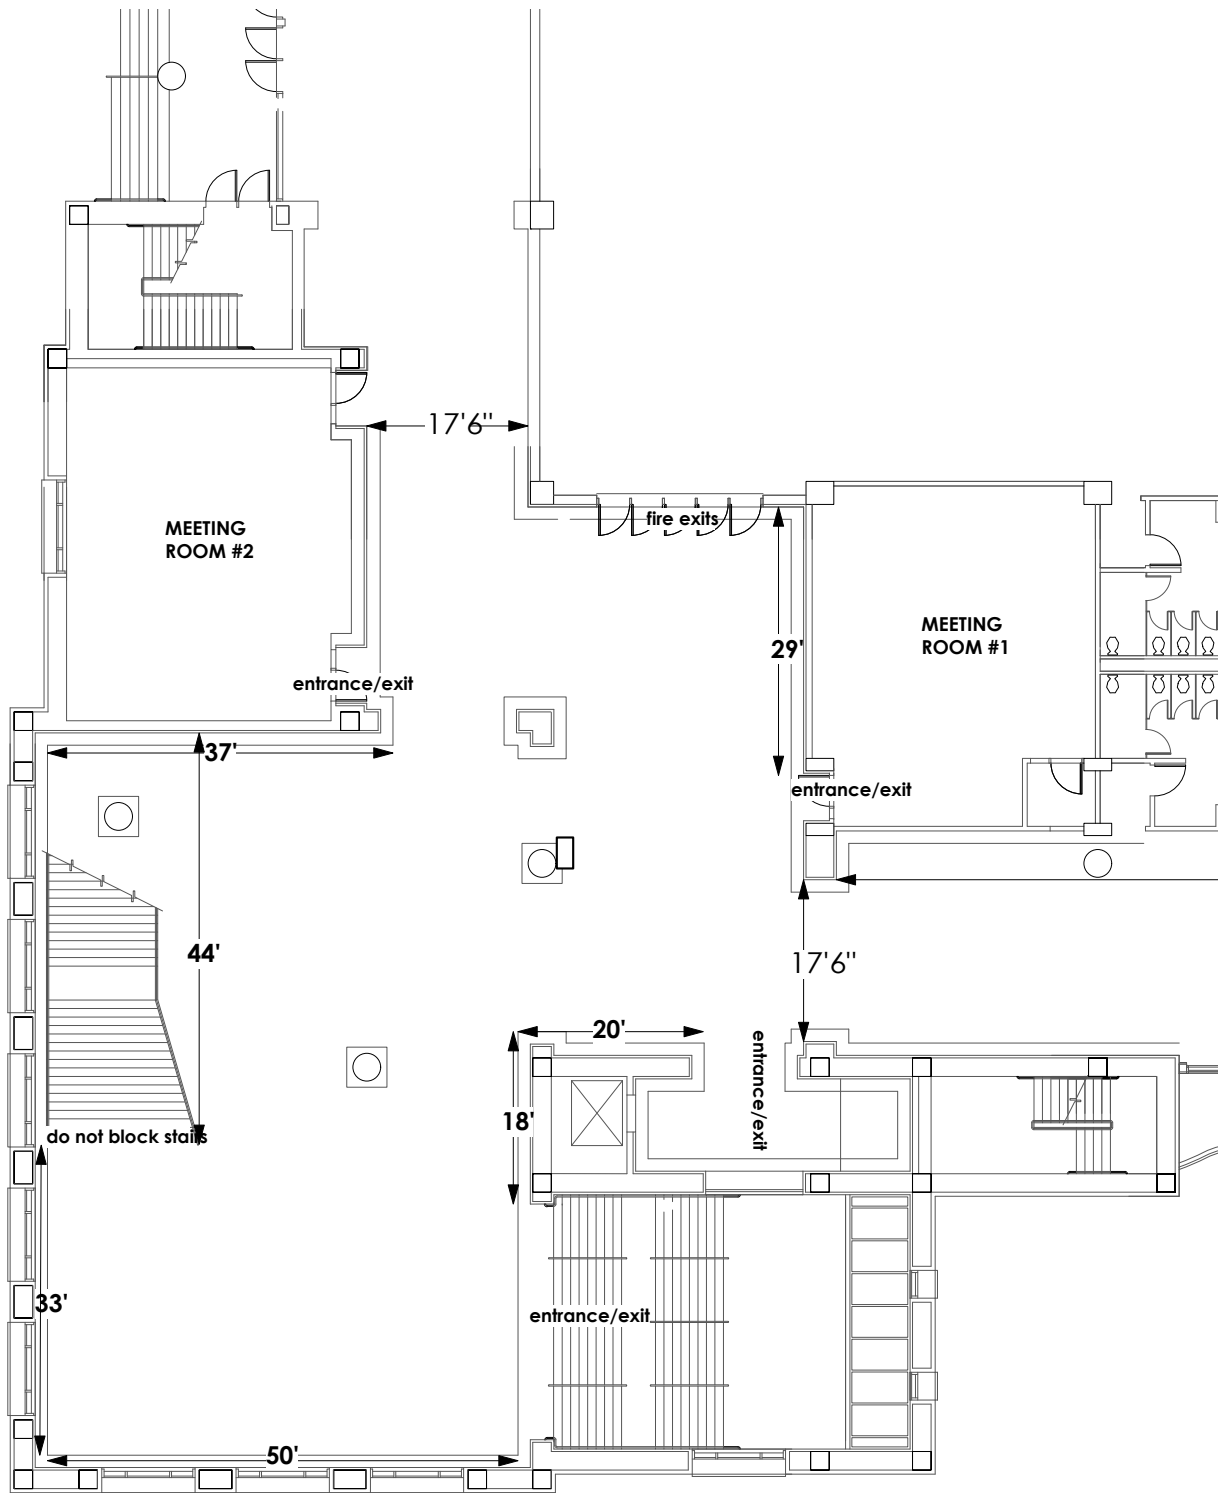 17'6"
MEETING
ROOM #2
fire exits
MEETING
ROOM #1
29'
entrance/exit
37'
entrance/exit
44'
17'6"
20'
entrance/exit
18'
do not block stairs
33'
entrance/exit
50'